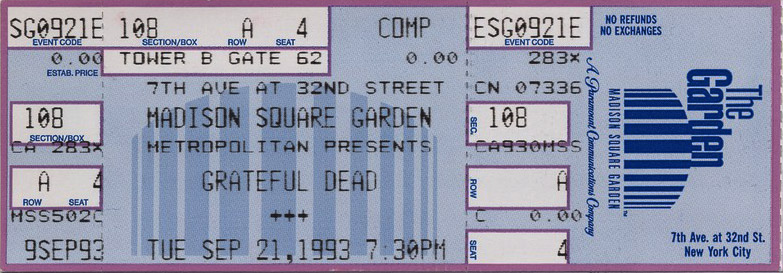 SG0921E 108 A 4 COMP ESG0921E
EVENT CODE SECTION/BOX ROW SEAT EVENT CODE
0.00 TOWER B GATE 62 0.00 283X
ESTAB. PRICE
7TH AVE AT 32ND STREET CN 07336
108 MADISON SQUARE GARDEN SEC. 108
SECTION/BOX
CA 283X METROPOLITAN PRESENTS CA930MSS
A 4 GRATEFUL DEAD ROW A
ROW SEAT
MSS502C +++ C 0.00
9SEP93 TUE SEP 21,1993 7:30PM SEAT 4
NO REFUNDS
NO EXCHANGES
A Paramount Communications Company
MADISON SQUARE GARDEN™
The Garden
7th Ave. at 32nd St.
New York City